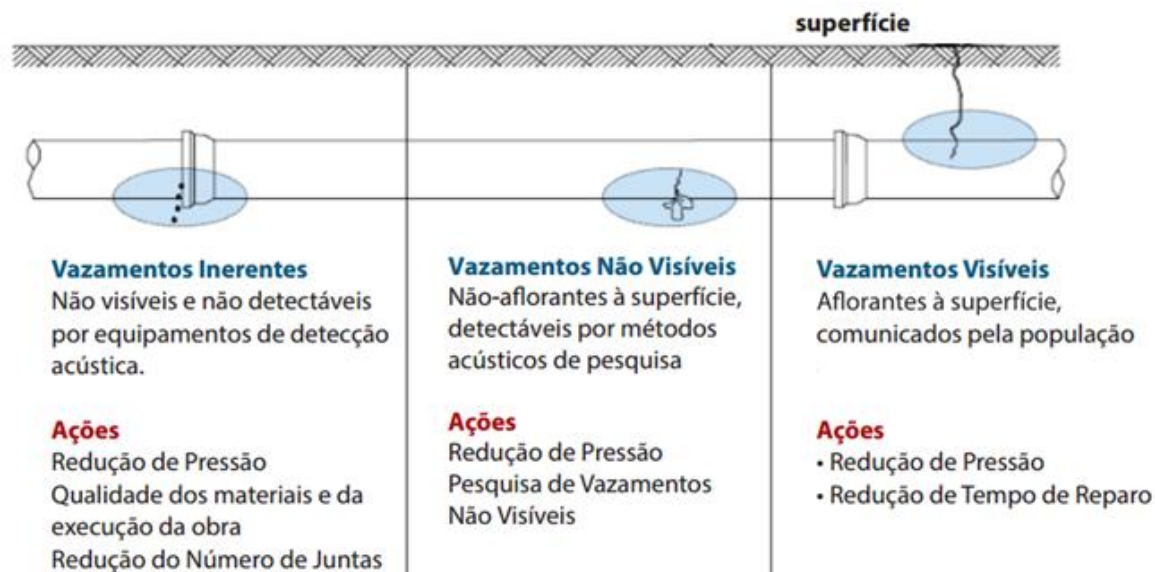 superfície
Vazamentos Inerentes
Não visíveis e não detectáveis
por equipamentos de detecção
acústica.
Ações
Redução de Pressão
Qualidade dos materiais e da
execução da obra
Redução do Número de Juntas
Vazamentos Não Visíveis
Não-aflorantes à superfície,
detectáveis por métodos
acústicos de pesquisa
Ações
Redução de Pressão
Pesquisa de Vazamentos
Não Visíveis
Vazamentos Visíveis
Aflorantes à superfície,
comunicados pela população
Ações
• Redução de Pressão
• Redução de Tempo de Reparo